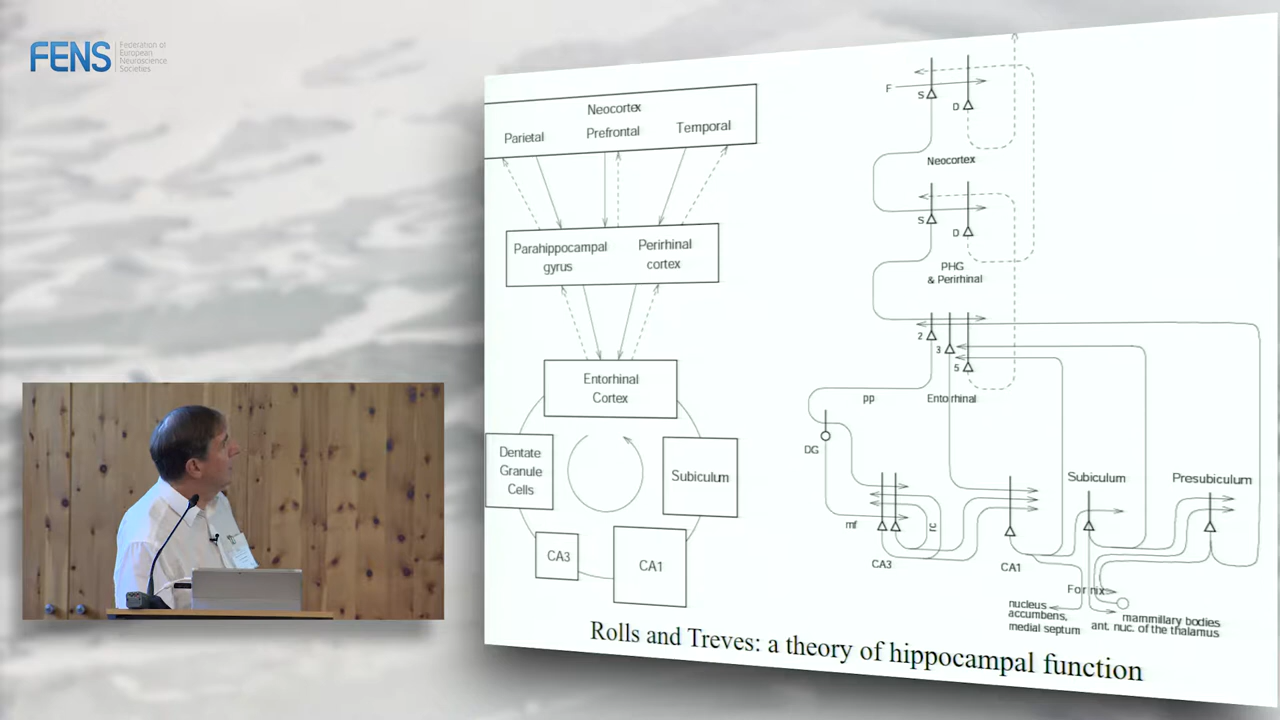 FENS
Federation of
European
Neuroscience
Societies
Neocortex
Parietal
Prefrontal
Temporal
Parahippocampal
gyrus
Perirhinal
cortex
Entorhinal
Cortex
Dentate
Granule
Cells
Subiculum
CA3
CA1
F
S
D
Neocortex
S
D
PHG
& Perirhinal
2
3
5
pp
Entorhinal
DG
Subiculum
Presubiculum
mf
rc
CA3
CA1
Fornix
nucleus
accumbens,
medial septum
mammillary bodies
ant. nuc. of the thalamus
Rolls and Treves: a theory of hippocampal function